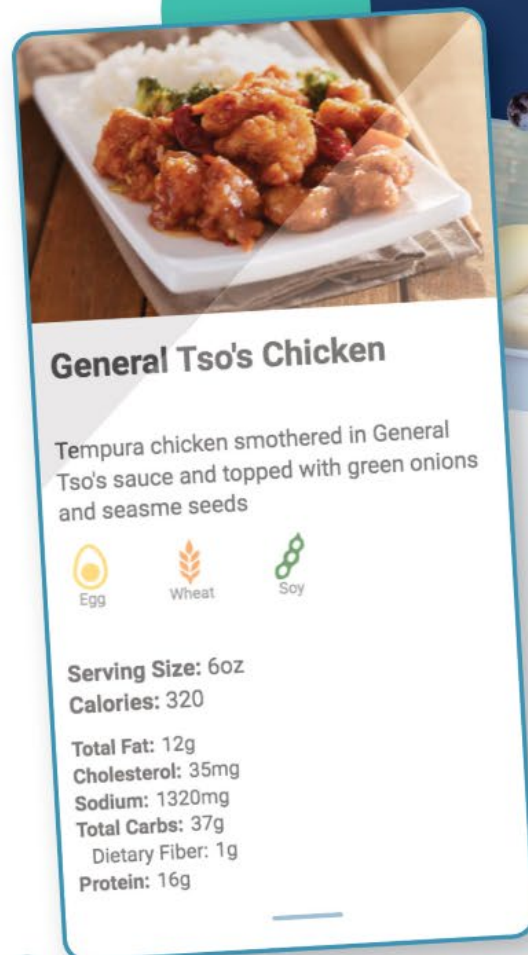 General Tso's Chicken
Tempura chicken smothered in General
Tso's sauce and topped with green onions
and seasme seeds
Egg Wheat Soy
Serving Size: 6oz
Calories: 320
Total Fat: 12g
Cholesterol: 35mg
Sodium: 1320mg
Total Carbs: 37g
Dietary Fiber: 1g
Protein: 16g